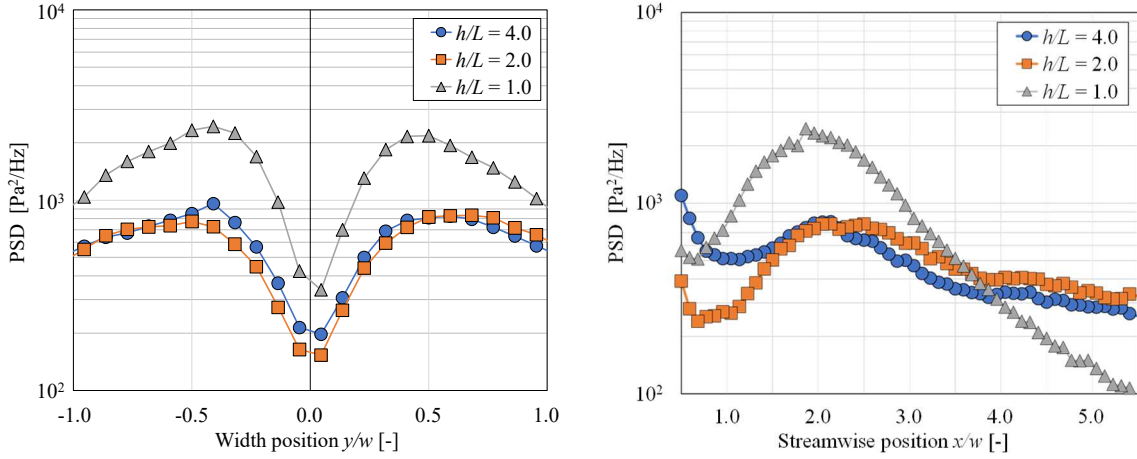 10⁴
h/L = 4.0
h/L = 2.0
h/L = 1.0
PSD [Pa²/Hz]
10³
10²
-1.0 -0.5 0.0 0.5 1.0
Width position y/w [-]
10⁴
h/L = 4.0
h/L = 2.0
h/L = 1.0
PSD [Pa²/Hz]
10³
10²
1.0 2.0 3.0 4.0 5.0
Streamwise position x/w [-]